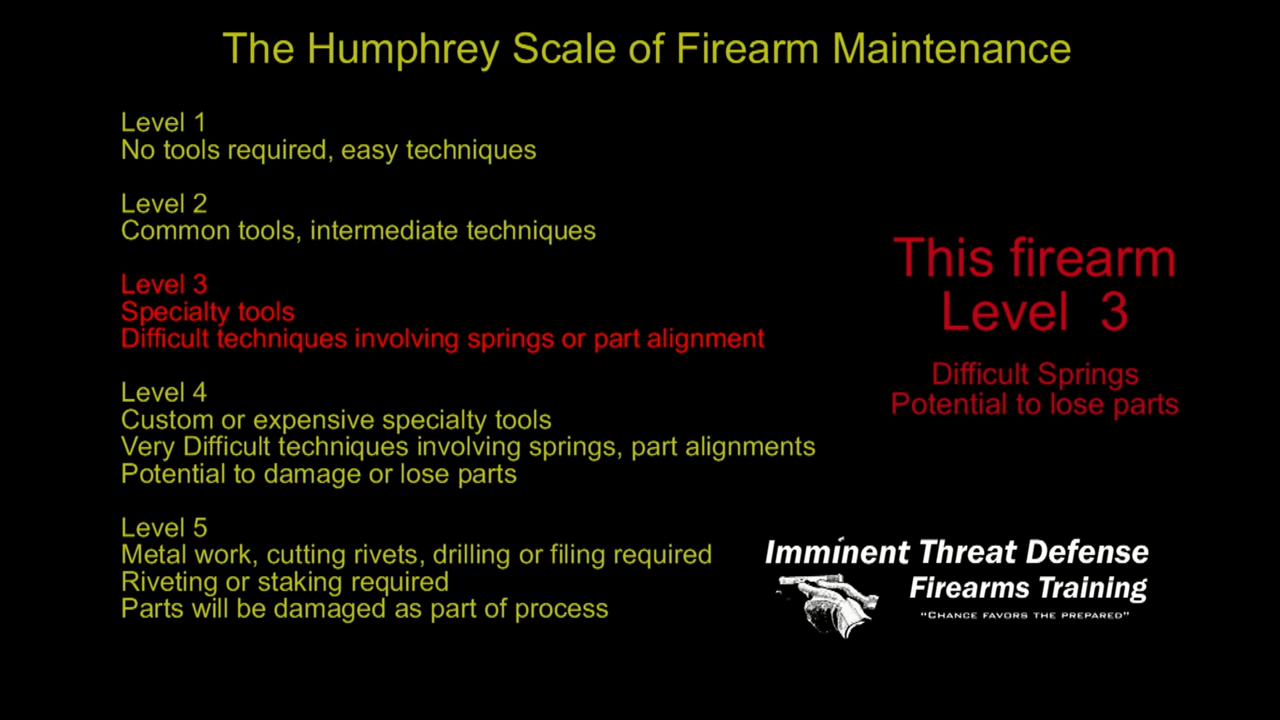 The Humphrey Scale of Firearm Maintenance
Level 1
No tools required, easy techniques
Level 2
Common tools, intermediate techniques
Level 3
Specialty tools
Difficult techniques involving springs or part alignment
Level 4
Custom or expensive specialty tools
Very Difficult techniques involving springs, part alignments
Potential to damage or lose parts
Level 5
Metal work, cutting rivets, drilling or filing required
Riveting or staking required
Parts will be damaged as part of process
This firearm
Level 3
Difficult Springs
Potential to lose parts
Imminent Threat Defense
Firearms Training
"CHANCE FAVORS THE PREPARED"